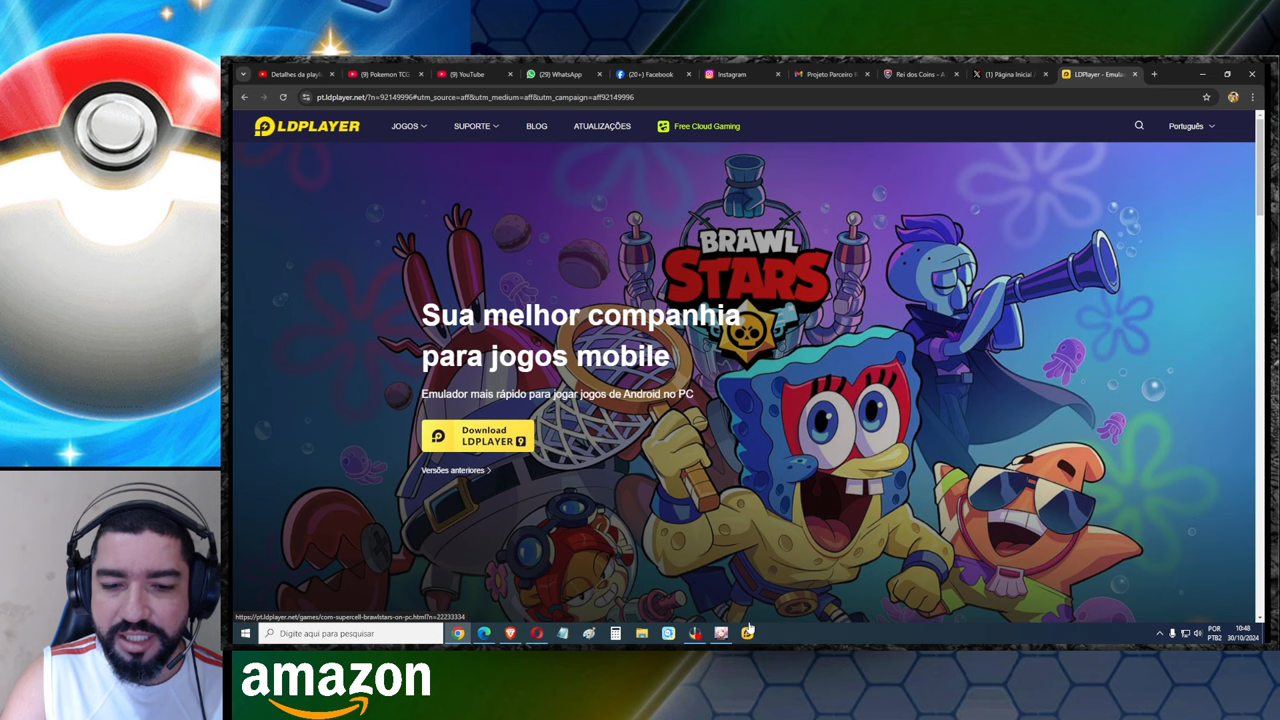 Detalhes da playl
(9) Pokemon TCG
(9) YouTube
(29) WhatsApp
(20+) Facebook
Instagram
Projeto Parceiro
Rei dos Coins - A
(1) Página Inicial
LDPlayer - Emula
pt.ldplayer.net/?n=92149996#utm_source=aff&utm_medium=aff&utm_campaign=aff92149996
LDPLAYER
JOGOS
SUPORTE
BLOG
ATUALIZAÇÕES
Free Cloud Gaming
Português
BRAWL
STARS
Sua melhor companhia
para jogos mobile
Emulador mais rápido para jogar jogos de Android no PC
Download
LDPLAYER 9
Versões anteriores
https://pt.ldplayer.net/games/com-supercell-brawlstars-on-pc.html?n=22233334
Digite aqui para pesquisar
POR
PTB2
10:48
30/10/2024
amazon